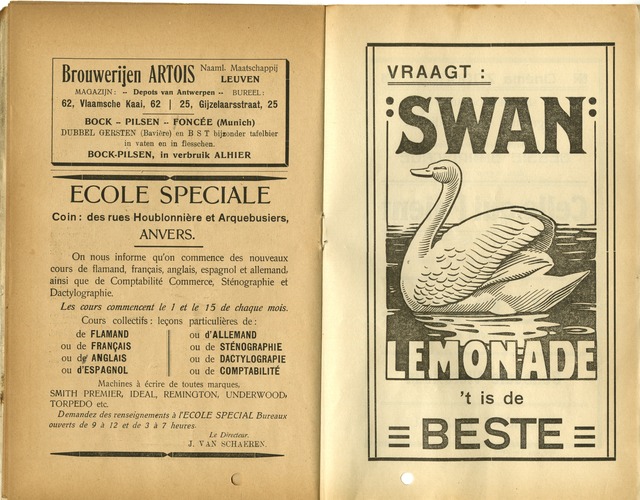 Brouwerijen ARTOIS Naaml. Maatschappij
LEUVEN
MAGAZIJN: -- Depots van Antwerpen -- BUREEL:
62, Vlaamsche Kaai, 62 | 25, Gijzelaarsstraat, 25
BOCK – PILSEN – FONCÉE (Munich)
DUBBEL GERSTEN (Bavière) en B S T bijzonder tafelbier
in vaten en in flesschen.
BOCK-PILSEN, in verbruik ALHIER
ECOLE SPECIALE
Coin: des rues Houblonnière et Arquebusiers,
ANVERS.
On nous informe qu'on commence des nouveaux
cours de flamand, français, anglais, espagnol et allemand,
ainsi que de Comptabilité Commerce, Sténographie et
Dactylographie.
Les cours commencent le 1 et le 15 de chaque mois.
Cours collectifs: leçons particulières de:
de FLAMAND ou d'ALLEMAND
ou de FRANÇAIS ou de STÉNOGRAPHIE
ou de ANGLAIS ou de DACTYLOGRAPIE
ou d'ESPAGNOL ou de COMPTABILITÉ
Machines à écrire de toutes marques,
SMITH PREMIER, IDEAL, REMINGTON, UNDERWOOD,
TORPEDO etc.
Demandez des renseignements à l'ECOLE SPECIAL Bureaux
ouverts de 9 à 12 et de 3 à 7 heures.
Le Directeur.
J. VAN SCHAEREN.
VRAAGT:
SWAN
LEMONADE
't is de
BESTE